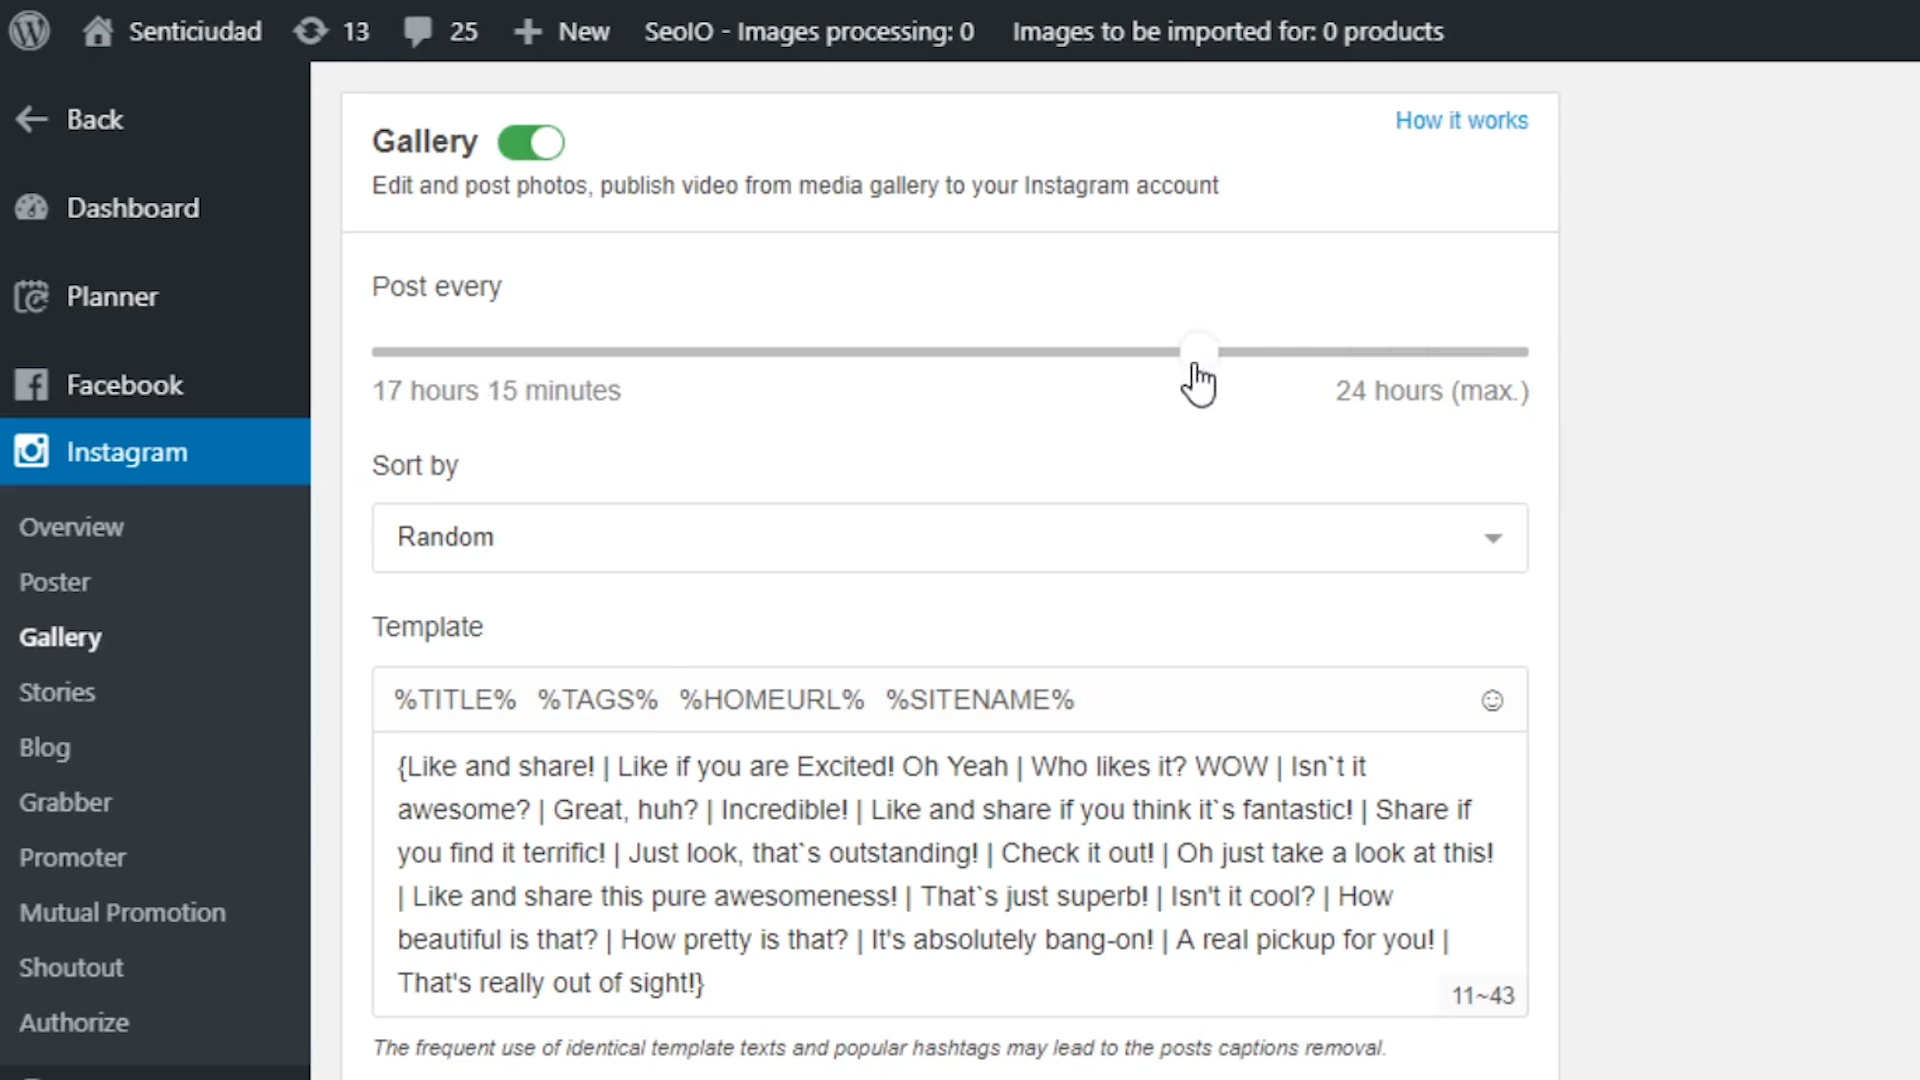 Senticiudad 13 25 New SeoIO - Images processing: 0 Images to be imported for: 0 products
Back
Dashboard
Planner
Facebook
Instagram
Overview
Poster
Gallery
Stories
Blog
Grabber
Promoter
Mutual Promotion
Shoutout
Authorize
Gallery
How it works
Edit and post photos, publish video from media gallery to your Instagram account
Post every
17 hours 15 minutes
24 hours (max.)
Sort by
Random
Template
%TITLE% %TAGS% %HOMEURL% %SITENAME%
{Like and share! | Like if you are Excited! Oh Yeah | Who likes it? WOW | Isn`t it
awesome? | Great, huh? | Incredible! | Like and share if you think it`s fantastic! | Share if
you find it terrific! | Just look, that`s outstanding! | Check it out! | Oh just take a look at this!
| Like and share this pure awesomeness! | That`s just superb! | Isn't it cool? | How
beautiful is that? | How pretty is that? | It's absolutely bang-on! | A real pickup for you! |
That's really out of sight!}
11~43
The frequent use of identical template texts and popular hashtags may lead to the posts captions removal.